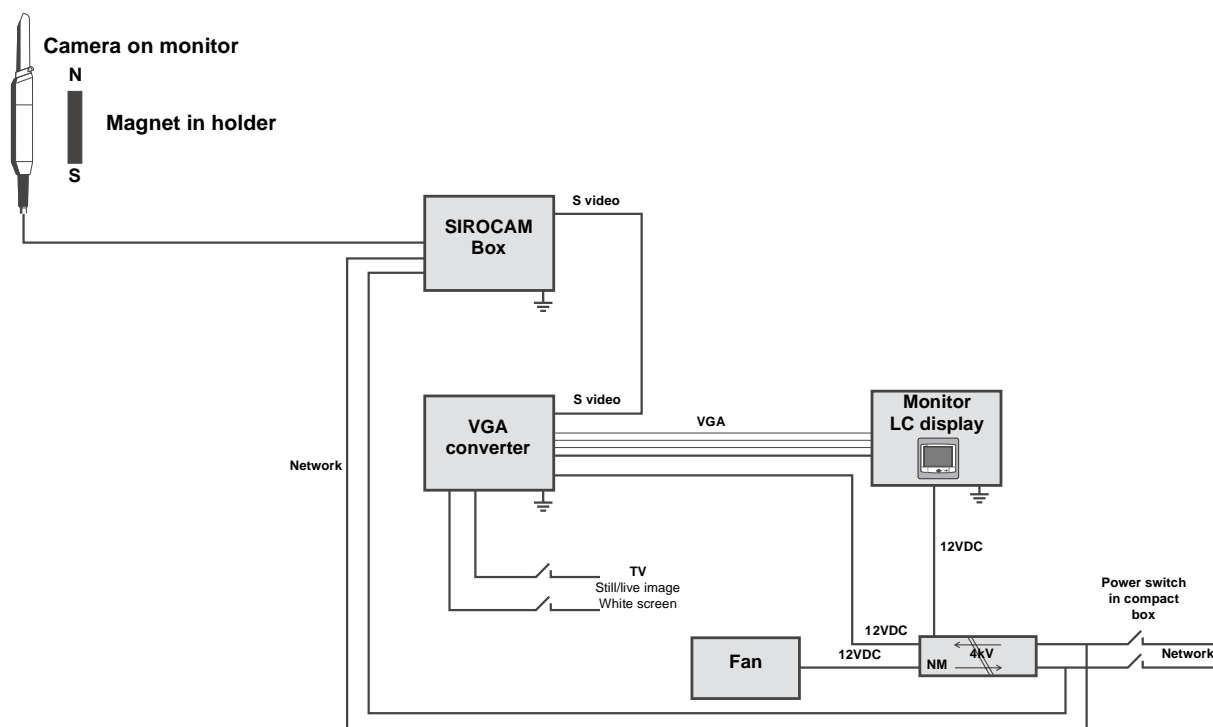 Camera on monitor
N
Magnet in holder
S
S video
SIROCAM
Box
S video
VGA
converter
VGA
Monitor
LC display
Network
12VDC
TV
Still/live image
White screen
Power switch
in compact
box
12VDC
4kV
Network
Fan
12VDC
NM